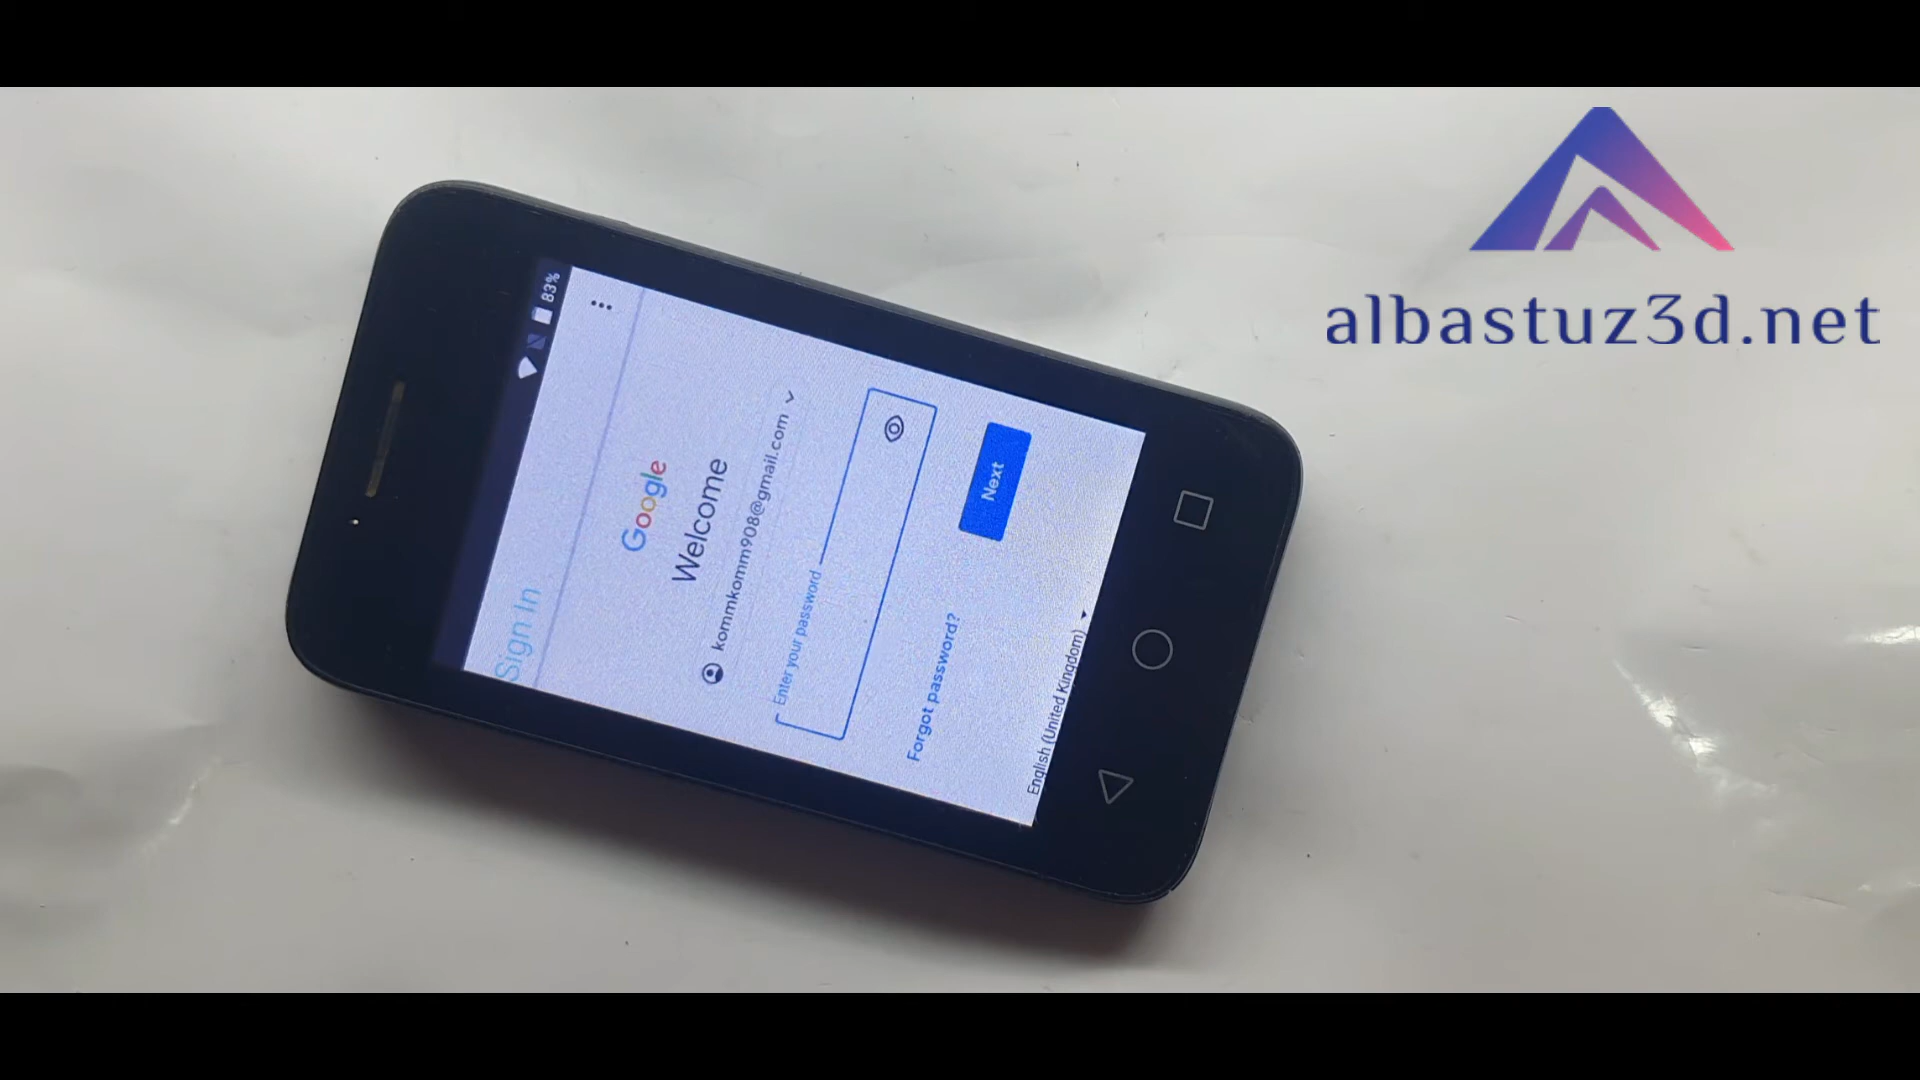 albastuz3d.net
83%
Sign In
Google
Welcome
kommkomm908@gmail.com
Enter your password
Forgot password?
Next
English (United Kingdom)